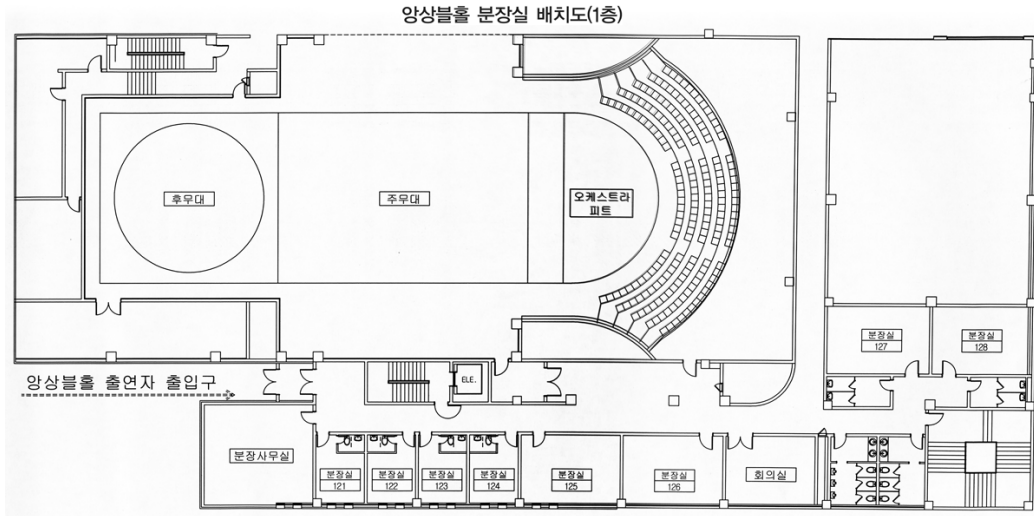 앙상블홀 분장실 배치도(1층)
후무대
주무대
오케스트라
피트
분장실
127
분장실
128
앙상블홀 출연자 출입구
ELE.
분장사무실
분장실
121
분장실
122
분장실
123
분장실
124
분장실
125
분장실
126
회의실